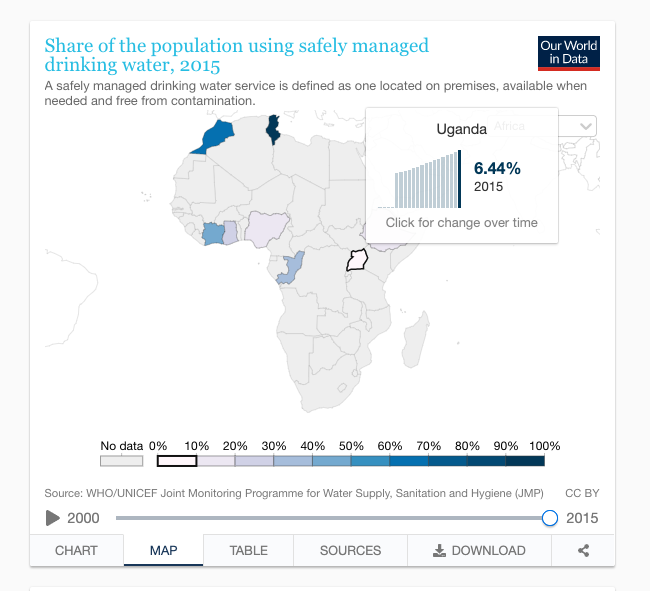 Share of the population using safely managed
drinking water, 2015
Our World
in Data
A safely managed drinking water service is defined as one located on premises, available when
needed and free from contamination.
Uganda
Africa
6.44%
2015
Click for change over time
No data 0% 10% 20% 30% 40% 50% 60% 70% 80% 90% 100%
Source: WHO/UNICEF Joint Monitoring Programme for Water Supply, Sanitation and Hygiene (JMP) CC BY
2000 2015
CHART MAP TABLE SOURCES DOWNLOAD